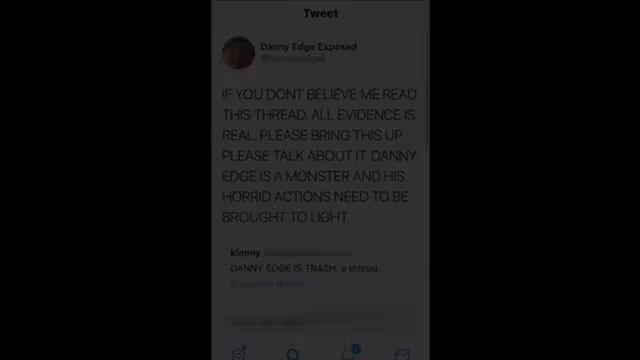 Tweet
Danny Edge Exposed
IF YOU DONT BELIEVE ME READ
THIS THREAD. ALL EVIDENCE IS
REAL. PLEASE BRING THIS UP
PLEASE TALK ABOUT IT. DANNY
EDGE IS A MONSTER AND HIS
HORRID ACTIONS NEED TO BE
BROUGHT TO LIGHT
kimmy
DANNY EDGE IS TRASH: a thread: